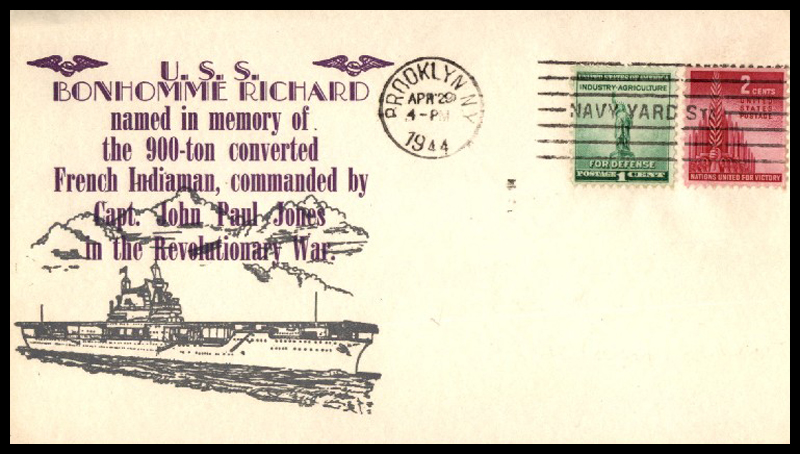 U. S. S.
BONHOMME RICHARD
named in memory of
the 900-ton converted
French Indiaman, commanded by
Capt. John Paul Jones
in the Revolutionary War.
BROOKLYN N.Y.
APR 29
4-PM
1944
NAVY YARD STA.
UNITED STATES OF AMERICA
INDUSTRY-AGRICULTURE
FOR DEFENSE
POSTAGE 1 CENT
2 CENTS
UNITED
STATES
POSTAGE
NATIONS UNITED FOR VICTORY